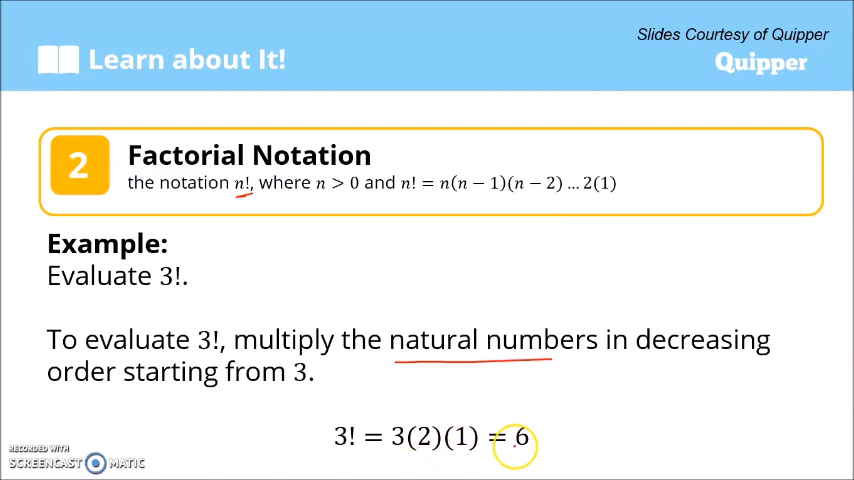 Slides Courtesy of Quipper
Learn about It!
Quipper
2
Factorial Notation
the notation n!, where n > 0 and n! = n(n − 1)(n − 2) … 2(1)
Example:
Evaluate 3!.
To evaluate 3!, multiply the natural numbers in decreasing
order starting from 3.
3! = 3(2)(1) = 6
RECORDED WITH
SCREENCAST MATIC